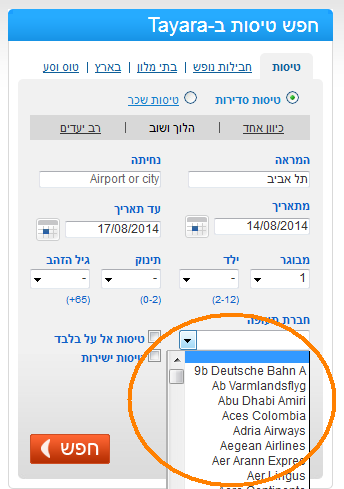 חפש טיסות ב-Tayara
טיסות חבילות נופש בתי מלון בארץ טוס וסע
טיסות סדירות טיסות שכר
כיוון אחד | הלוך ושוב | רב יעדים
המראה נחיתה
תל אביב Airport or city
מתאריך עד תאריך
14/08/2014 17/08/2014
מבוגר ילד תינוק גיל הזהב
1 - - -
(2-12) (0-2) (65+)
חברת תעופה
טיסות אל על בלבד
טיסות ישירות
9b Deutsche Bahn A
Ab Varmlandsflyg
Abu Dhabi Amiri
Aces Colombia
Adria Airways
Aegean Airlines
Aer Arann Expres
Aer Lingus
חפש